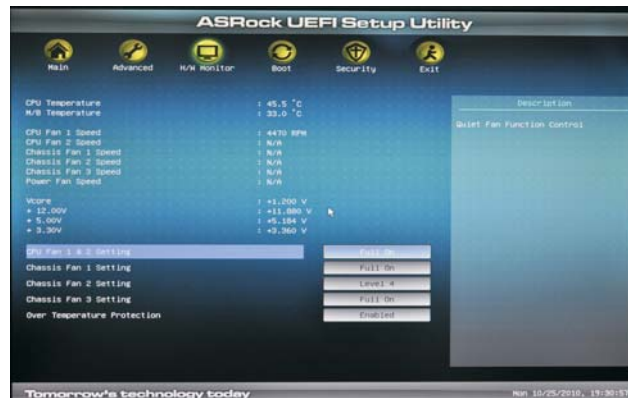 ASRock UEFI Setup Utility
Main Advanced H/W Monitor Boot Security Exit
CPU Temperature : 45.5 °C
M/B Temperature : 33.0 °C
CPU Fan 1 Speed : 4470 RPM
CPU Fan 2 Speed : N/A
Chassis Fan 1 Speed : N/A
Chassis Fan 2 Speed : N/A
Chassis Fan 3 Speed : N/A
Power Fan Speed : N/A
Vcore : +1.200 V
+ 12.00V : +11.880 V
+ 5.00V : +5.184 V
+ 3.30V : +3.360 V
CPU Fan 1 & 2 Setting Full On
Chassis Fan 1 Setting Full On
Chassis Fan 2 Setting Level 4
Chassis Fan 3 Setting Full On
Over Temperature Protection Enabled
Description
Quiet Fan Function Control
Tomorrow's technology today
Mon 10/25/2010, 19:30:57